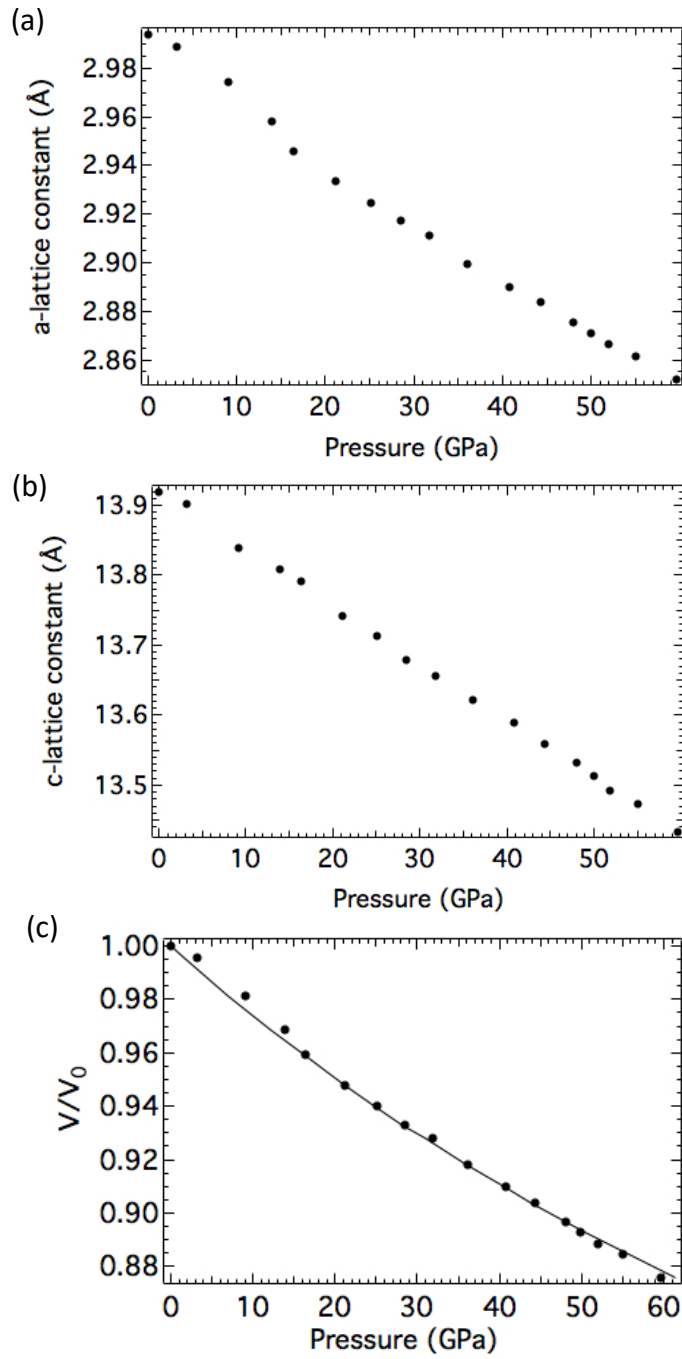 (a)
a-lattice constant (Å)
2.98
2.96
2.94
2.92
2.90
2.88
2.86
0 10 20 30 40 50
Pressure (GPa)
(b)
c-lattice constant (Å)
13.9
13.8
13.7
13.6
13.5
0 10 20 30 40 50
Pressure (GPa)
(c)
V/V₀
1.00
0.98
0.96
0.94
0.92
0.90
0.88
0 10 20 30 40 50 60
Pressure (GPa)